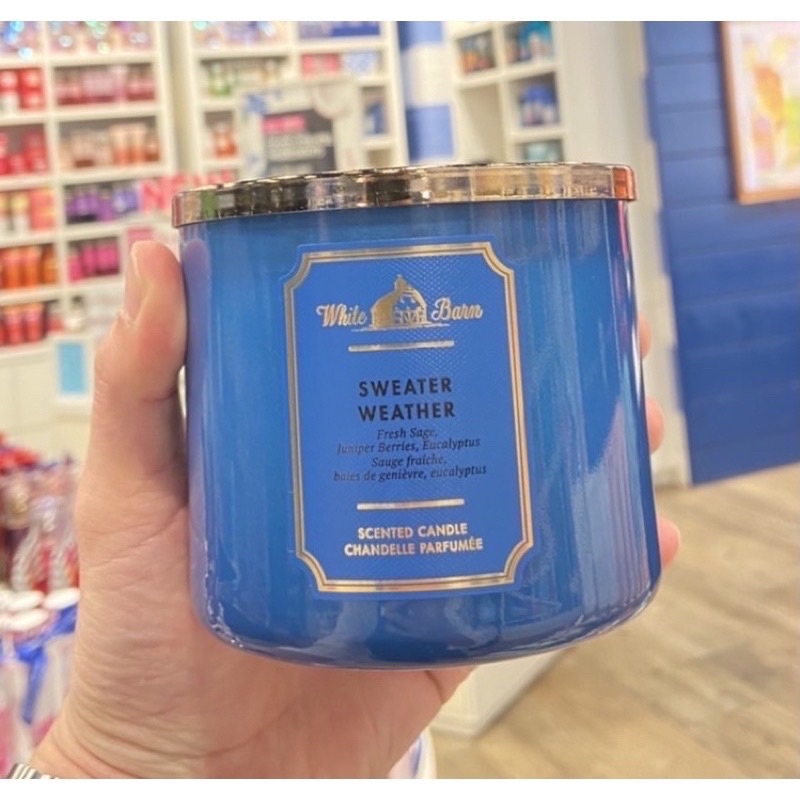 White Barn
SWEATER
WEATHER
Fresh Sage,
Juniper Berries, Eucalyptus
Sauge fraîche,
baies de genièvre, eucalyptus
SCENTED CANDLE
CHANDELLE PARFUMÉE